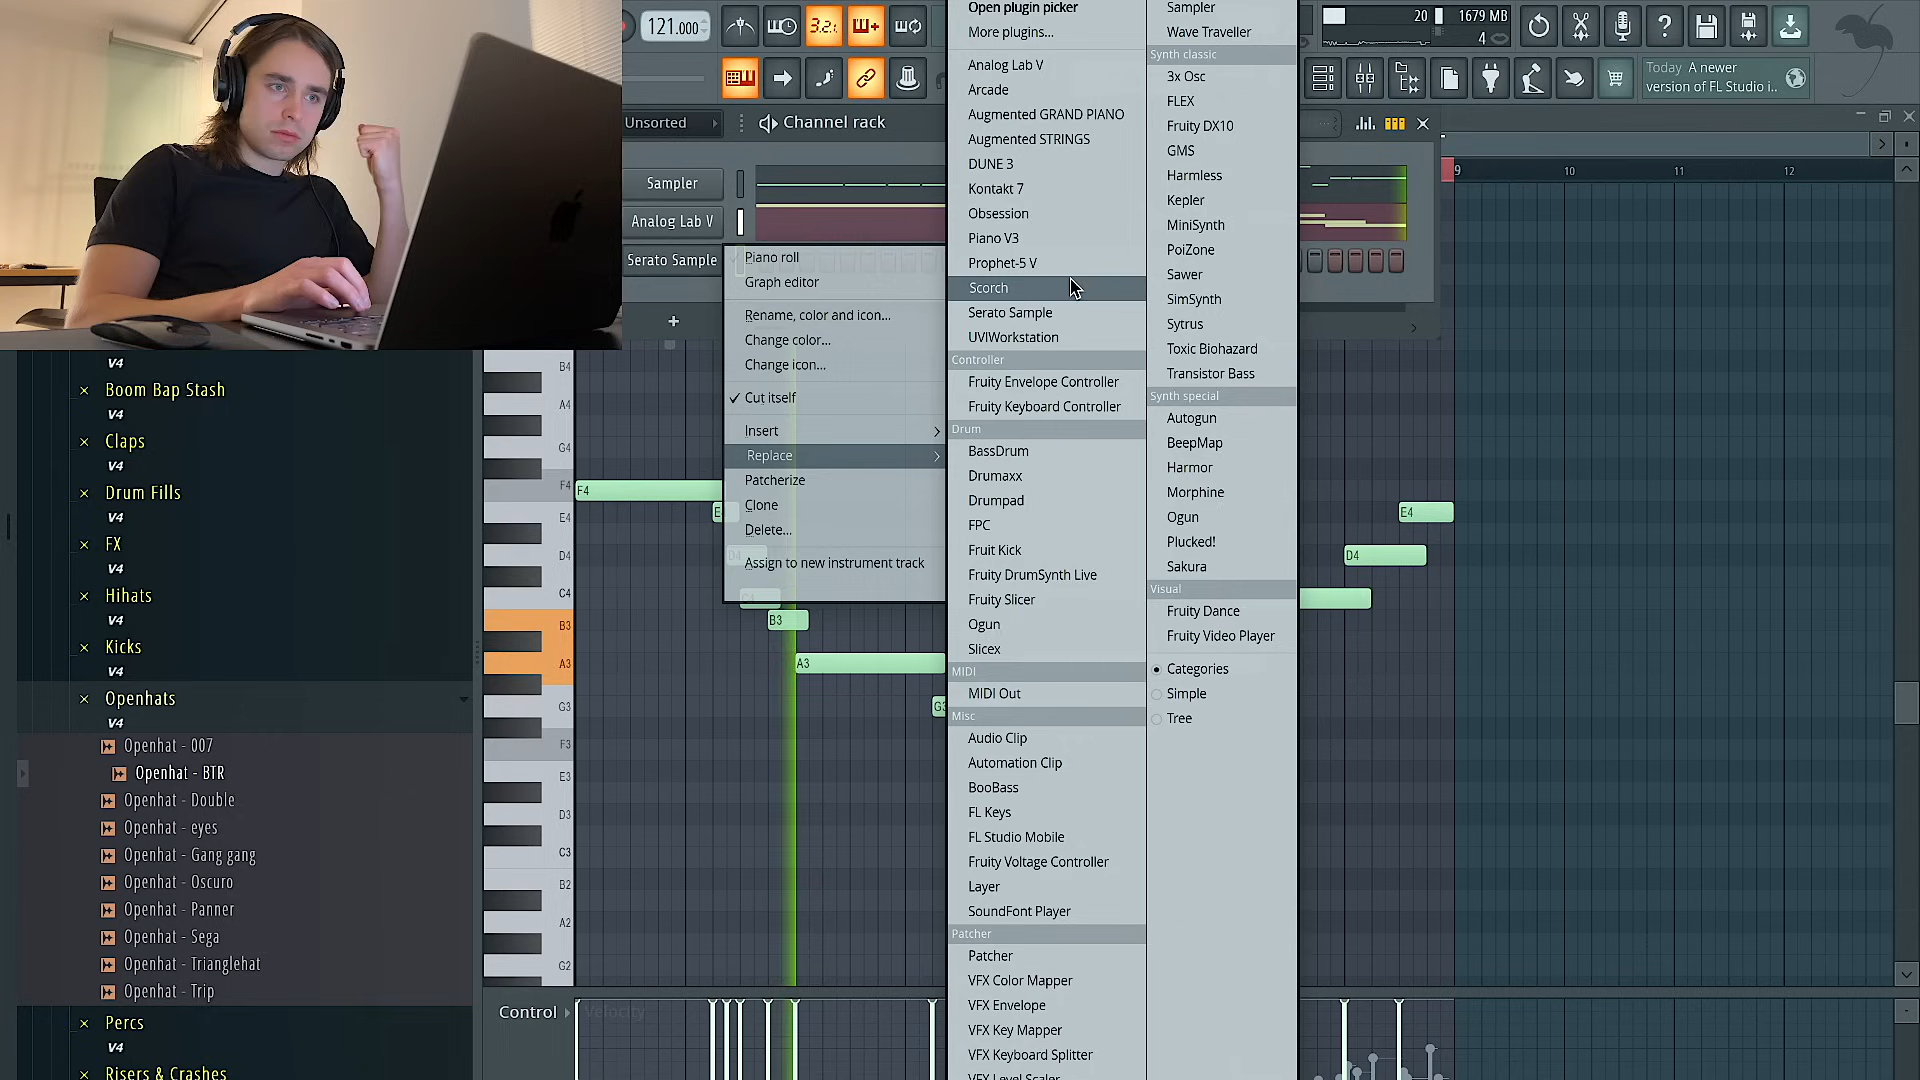 121.000
3.2.
20
1679 MB
4
Today A newer
version of FL Studio i..
Unsorted
Channel rack
Sampler
Analog Lab V
Serato Sample
+
9
10
11
12
Piano roll
Graph editor
Rename, color and icon...
Change color...
Change icon...
Cut itself
Insert
Replace
Patcherize
Clone
Delete...
Assign to new instrument track
Open plugin picker
More plugins...
Analog Lab V
Arcade
Augmented GRAND PIANO
Augmented STRINGS
DUNE 3
Kontakt 7
Obsession
Piano V3
Prophet-5 V
Scorch
Serato Sample
UVIWorkstation
Controller
Fruity Envelope Controller
Fruity Keyboard Controller
Drum
BassDrum
Drumaxx
Drumpad
FPC
Fruit Kick
Fruity DrumSynth Live
Fruity Slicer
Ogun
Slicex
MIDI
MIDI Out
Misc
Audio Clip
Automation Clip
BooBass
FL Keys
FL Studio Mobile
Fruity Voltage Controller
Layer
SoundFont Player
Patcher
Patcher
VFX Color Mapper
VFX Envelope
VFX Key Mapper
VFX Keyboard Splitter
VFX Level Scaler
Sampler
Wave Traveller
Synth classic
3x Osc
FLEX
Fruity DX10
GMS
Harmless
Kepler
MiniSynth
PoiZone
Sawer
SimSynth
Sytrus
Toxic Biohazard
Transistor Bass
Synth special
Autogun
BeepMap
Harmor
Morphine
Ogun
Plucked!
Sakura
Visual
Fruity Dance
Fruity Video Player
Categories
Simple
Tree
V4
Boom Bap Stash
V4
Claps
V4
Drum Fills
V4
FX
V4
Hihats
V4
Kicks
V4
Openhats
V4
Openhat - 007
Openhat - BTR
Openhat - Double
Openhat - eyes
Openhat - Gang gang
Openhat - Oscuro
Openhat - Panner
Openhat - Sega
Openhat - Trianglehat
Openhat - Trip
Percs
V4
Risers & Crashes
B4
A4
G4
F4
E4
D4
C4
B3
A3
G3
F3
E3
D3
C3
B2
A2
G2
F4
E
D4
C4
B3
A3
G3
E4
D4
Control
Velocity